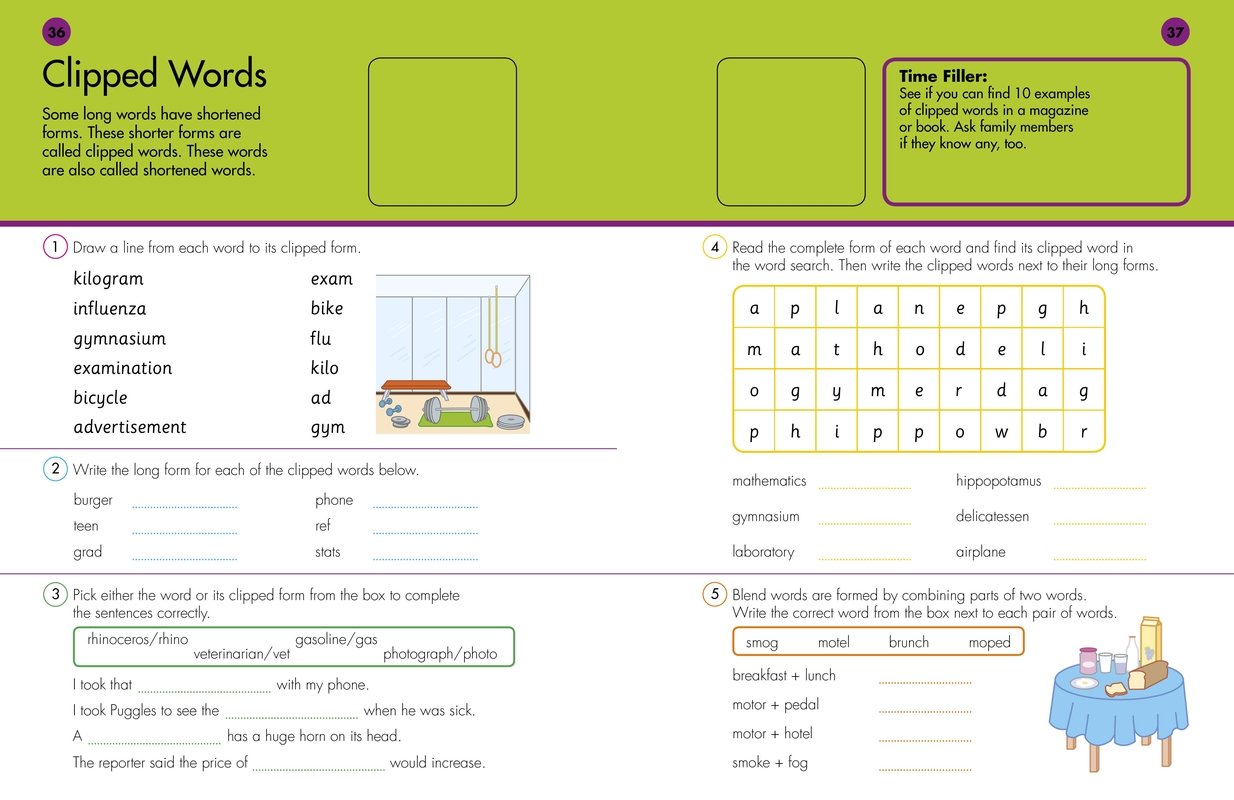 36
Clipped Words
Some long words have shortened
forms. These shorter forms are
called clipped words. These words
are also called shortened words.
37
Time Filler:
See if you can find 10 examples
of clipped words in a magazine
or book. Ask family members
if they know any, too.
1 Draw a line from each word to its clipped form.
kilogram exam
influenza bike
gymnasium flu
examination kilo
bicycle ad
advertisement gym
2 Write the long form for each of the clipped words below.
burger phone
teen ref
grad stats
3 Pick either the word or its clipped form from the box to complete
the sentences correctly.
rhinoceros/rhino gasoline/gas
veterinarian/vet photograph/photo
I took that with my phone.
I took Puggles to see the when he was sick.
A has a huge horn on its head.
The reporter said the price of would increase.
4 Read the complete form of each word and find its clipped word in
the word search. Then write the clipped words next to their long forms.
a p l a n e p g h
m a t h o d e l i
o g y m e r d a g
p h i p p o w b r
mathematics hippopotamus
gymnasium delicatessen
laboratory airplane
5 Blend words are formed by combining parts of two words.
Write the correct word from the box next to each pair of words.
smog motel brunch moped
breakfast + lunch
motor + pedal
motor + hotel
smoke + fog